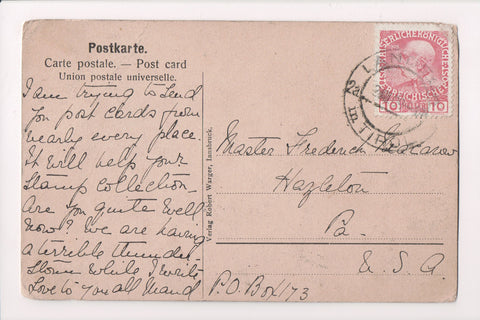 Postkarte.
Carte postale. — Post card
Union postale universelle.
I am trying to send
you post cards from
nearly every place
It will help your
stamp collection—
Are you quite well
now? We are having
a terrible thunder
storm while I write
Love to you all Maud
Verlag Robert Warger, Innsbruck.
10 10
Master Frederick
Hazleton
Pa.
U.S.A.
P.O. Box 173